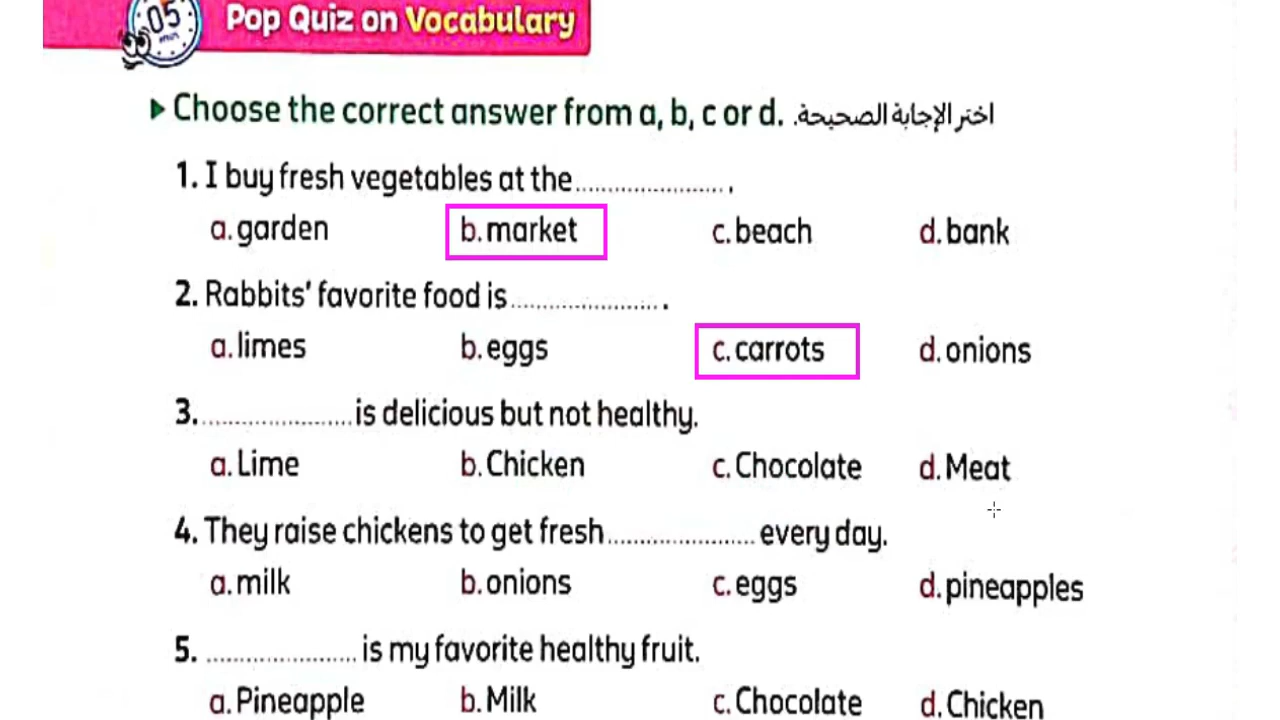 05
Pop Quiz on Vocabulary
Choose the correct answer from a, b, c or d. اختر الإجابة الصحيحة.
1. I buy fresh vegetables at the ...................... .
a. garden b. market c. beach d. bank
2. Rabbits' favorite food is ...................... .
a. limes b. eggs c. carrots d. onions
3. ...................... is delicious but not healthy.
a. Lime b. Chicken c. Chocolate d. Meat
4. They raise chickens to get fresh ...................... every day.
a. milk b. onions c. eggs d. pineapples
5. ...................... is my favorite healthy fruit.
a. Pineapple b. Milk c. Chocolate d. Chicken